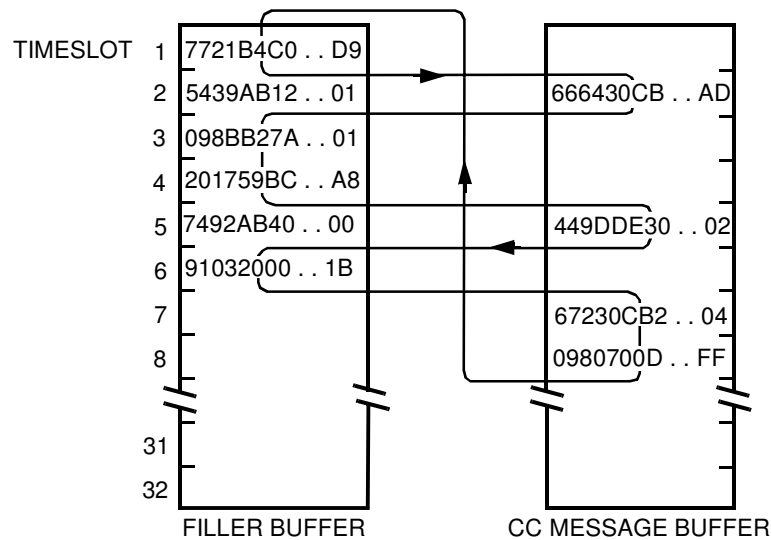 TIMESLOT 1 7721B4C0 . . D9
2 5439AB12 . . 01 666430CB . . AD
3 098BB27A . . 01
4 201759BC . . A8
5 7492AB40 . . 00 449DDE30 . . 02
6 91032000 . . 1B
7 67230CB2 . . 04
8 0980700D . . FF
31
32
FILLER BUFFER CC MESSAGE BUFFER